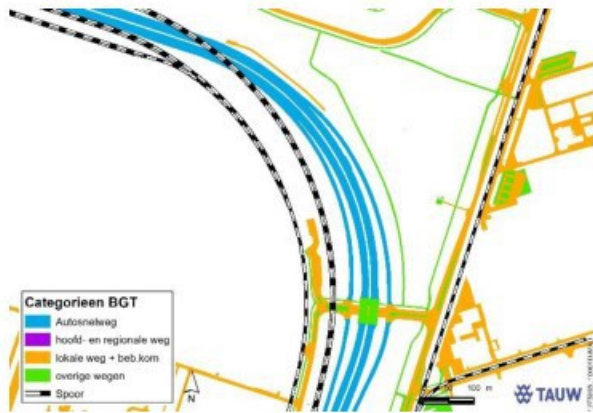 Categorieen BGT
Autosnelweg
hoofd- en regionale weg
lokale weg + beb.kom
overige wegen
Spoor
N
100 m
TAUW